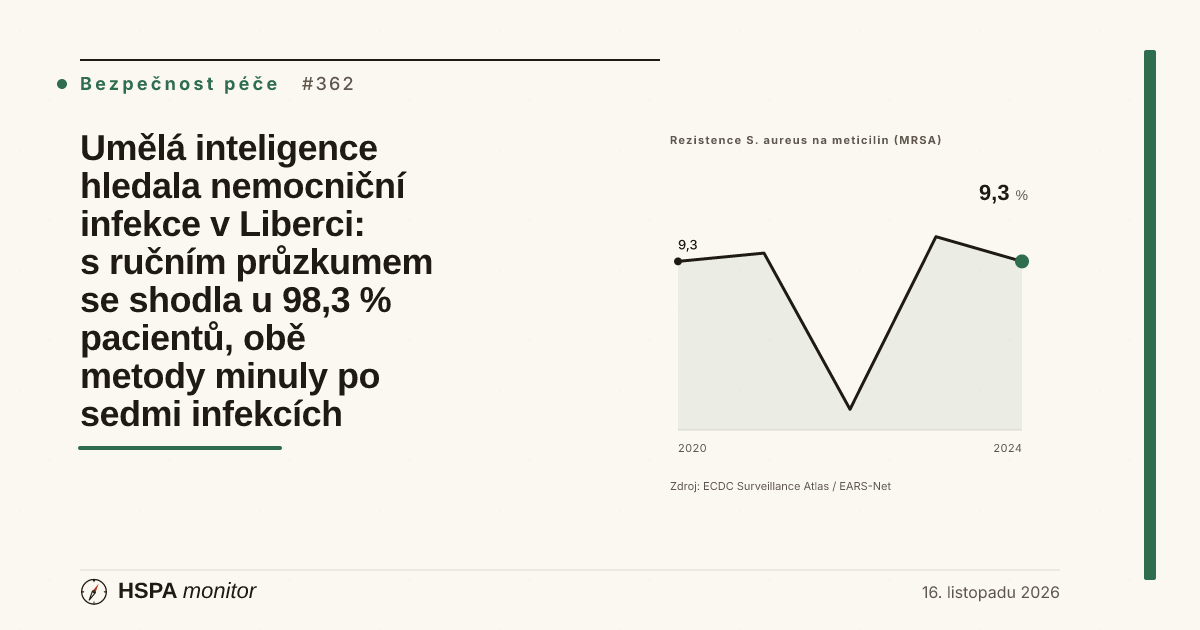 Bezpečnost péče #362
Umělá inteligence
hledala nemocniční
infekce v Liberci:
s ručním průzkumem
se shodla u 98,3 %
pacientů, obě
metody minuly po
sedmi infekcích
Rezistence S. aureus na meticilin (MRSA)
9,3 %
9,3
2020 2024
Zdroj: ECDC Surveillance Atlas / EARS-Net
HSPA monitor
16. listopadu 2026